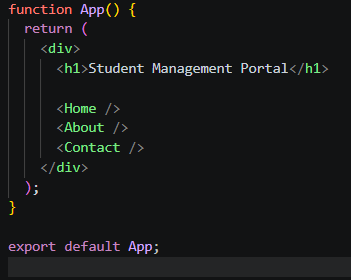 function App() {
  return (
    <div>
      <h1>Student Management Portal</h1>

      <Home />
      <About />
      <Contact />
    </div>
  );
}

export default App;